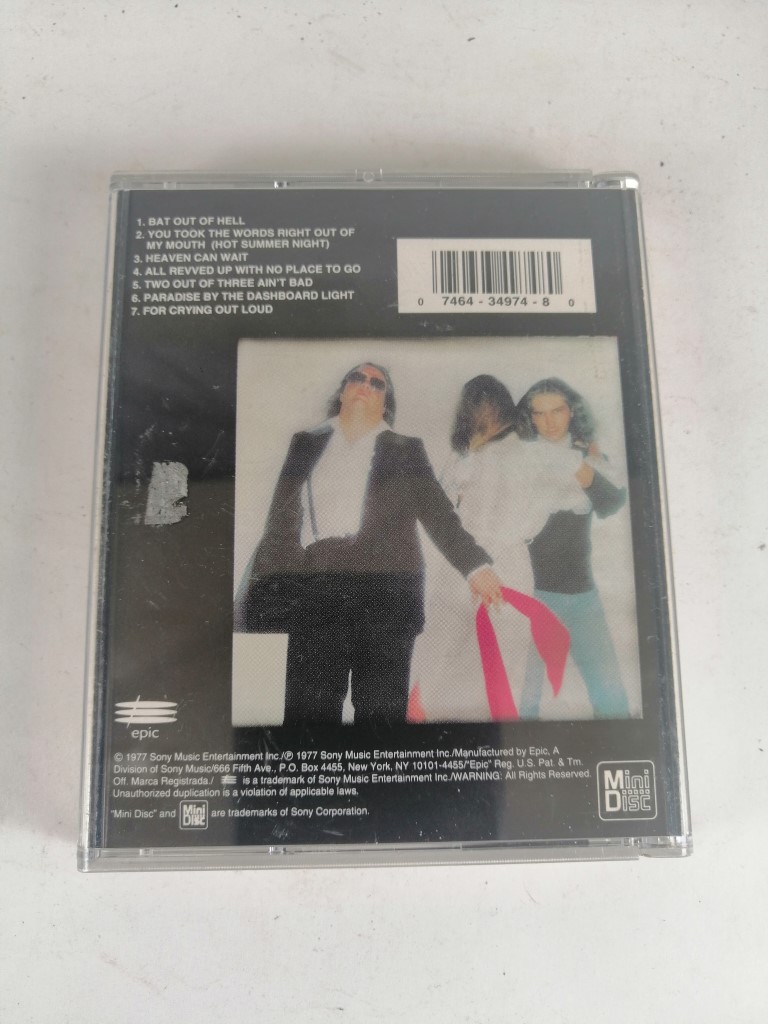 1. BAT OUT OF HELL
2. YOU TOOK THE WORDS RIGHT OUT OF
MY MOUTH (HOT SUMMER NIGHT)
3. HEAVEN CAN WAIT
4. ALL REVVED UP WITH NO PLACE TO GO
5. TWO OUT OF THREE AIN'T BAD
6. PARADISE BY THE DASHBOARD LIGHT
7. FOR CRYING OUT LOUD
0 7464 - 34974 - 8 0
epic
© 1977 Sony Music Entertainment Inc./℗ 1977 Sony Music Entertainment Inc./Manufactured by Epic, A
Division of Sony Music/666 Fifth Ave., P.O. Box 4455, New York, NY 10101-4455/"Epic" Reg. U.S. Pat. & Tm.
Off. Marca Registrada./ is a trademark of Sony Music Entertainment Inc./WARNING: All Rights Reserved.
Unauthorized duplication is a violation of applicable laws.
"Mini Disc" and Mini Disc are trademarks of Sony Corporation.
Mini
Disc